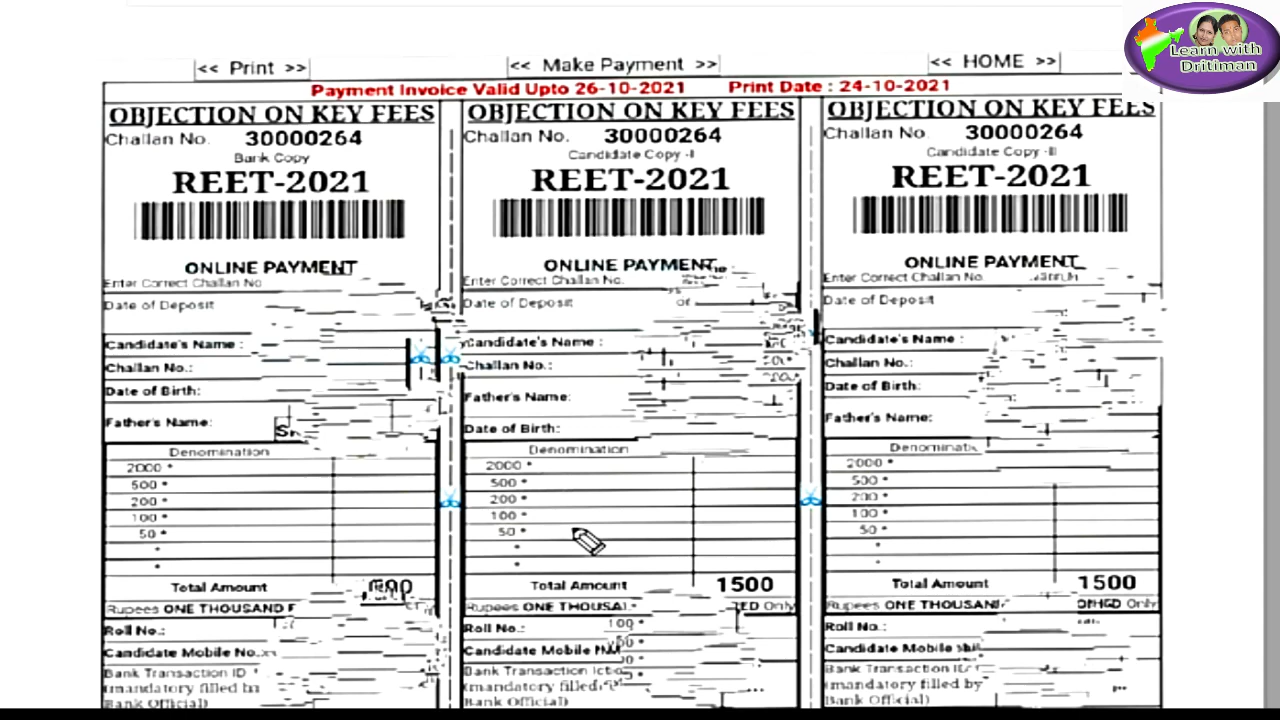 Learn with
Dritiman
<< Print >>
<< Make Payment >>
<< HOME >>
Payment Invoice Valid Upto 26-10-2021 Print Date : 24-10-2021
OBJECTION ON KEY FEES
Challan No. 30000264
Bank Copy
REET-2021
ONLINE PAYMENT
Enter Correct Challan No
Date of Deposit
Candidate's Name :
Challan No.:
Date of Birth:
Father's Name:
Denomination
2000 *
500 *
200 *
100 *
50 *
*
*
Total Amount
Rupees ONE THOUSAND
Roll No.:
Candidate Mobile No.
Bank Transaction ID
(mandatory filled
Bank Official)
OBJECTION ON KEY FEES
Challan No. 30000264
Candidate Copy -I
REET-2021
ONLINE PAYMENT
Enter Correct Challan No.
Date of Deposit
Candidate's Name :
Challan No.:
Father's Name:
Date of Birth:
Denomination
2000 *
500 *
200 *
100 *
50 *
*
*
Total Amount 1500
Rupees ONE Only
Roll No.:
Candidate Mobile
Bank Transaction
(mandatory filled
Bank Official)
OBJECTION ON KEY FEES
Challan No. 30000264
Candidate Copy -II
REET-2021
ONLINE PAYMENT
Enter Correct Challan No.
Date of Deposit
Candidate's Name :
Challan No.:
Date of Birth:
Father's Name:
2000 *
500 *
200 *
100 *
50 *
*
*
Total Amount 1500
Rupees ONE Only
Roll No.:
Candidate Mobile
Bank Transaction
(mandatory filled by
Bank Official)